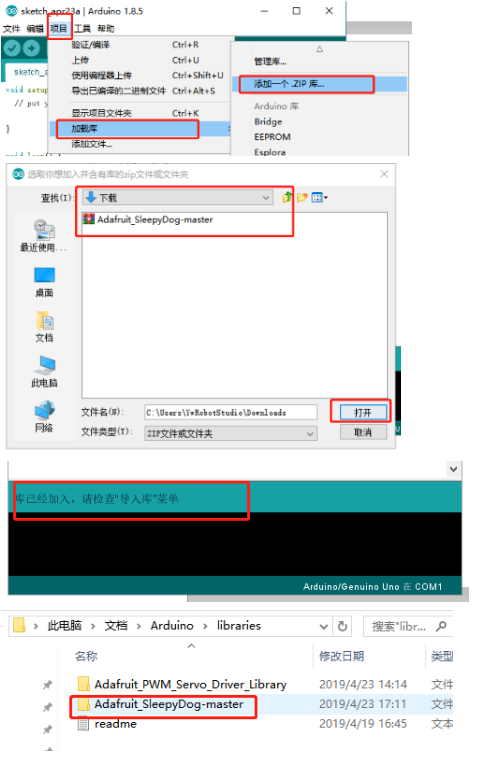 sketch_apr23a | Arduino 1.8.5
文件 编辑 项目 工具 帮助
验证/编译 Ctrl+R
上传 Ctrl+U
使用编程器上传 Ctrl+Shift+U
导出已编译的二进制文件 Ctrl+Alt+S
显示项目文件夹 Ctrl+K
加载库
添加文件...
sketch_a
void setup
// put y
}
管理库...
添加一个 .ZIP 库...
Arduino 库
Bridge
EEPROM
Esplora
选取你想加入并含有库的zip文件或文件夹
查找(I): 下载
Adafruit_SleepyDog-master
最近使用...
桌面
文档
此电脑
网络
文件名(N): C:\Users\YwRobotStudio\Downloads
打开
文件类型(T): ZIP文件或文件夹
取消
库已经加入，请检查“导入库”菜单
Arduino/Genuino Uno 在 COM1
此电脑 > 文档 > Arduino > libraries
搜索"libr...
名称 修改日期 类型
Adafruit_PWM_Servo_Driver_Library 2019/4/23 14:14 文件
Adafruit_SleepyDog-master 2019/4/23 17:11 文件
readme 2019/4/19 16:45 文本